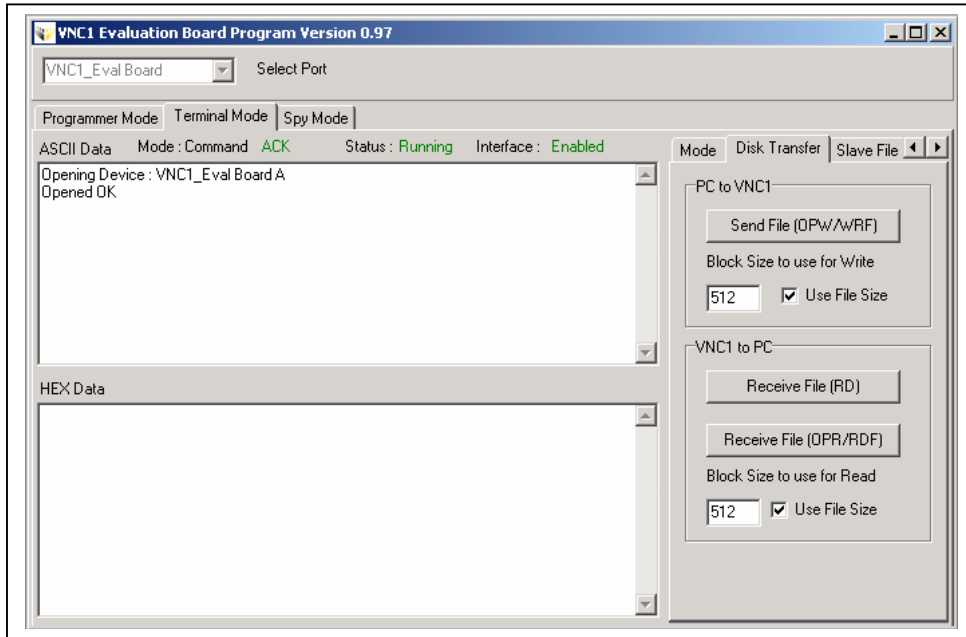 VNC1 Evaluation Board Program Version 0.97
VNC1_Eval Board Select Port
Programmer Mode Terminal Mode Spy Mode
ASCII Data Mode : Command ACK Status : Running Interface : Enabled
Opening Device : VNC1_Eval Board A
Opened OK
HEX Data
Mode Disk Transfer Slave File
PC to VNC1
Send File (OPW/WRF)
Block Size to use for Write
512 Use File Size
VNC1 to PC
Receive File (RD)
Receive File (OPR/RDF)
Block Size to use for Read
512 Use File Size